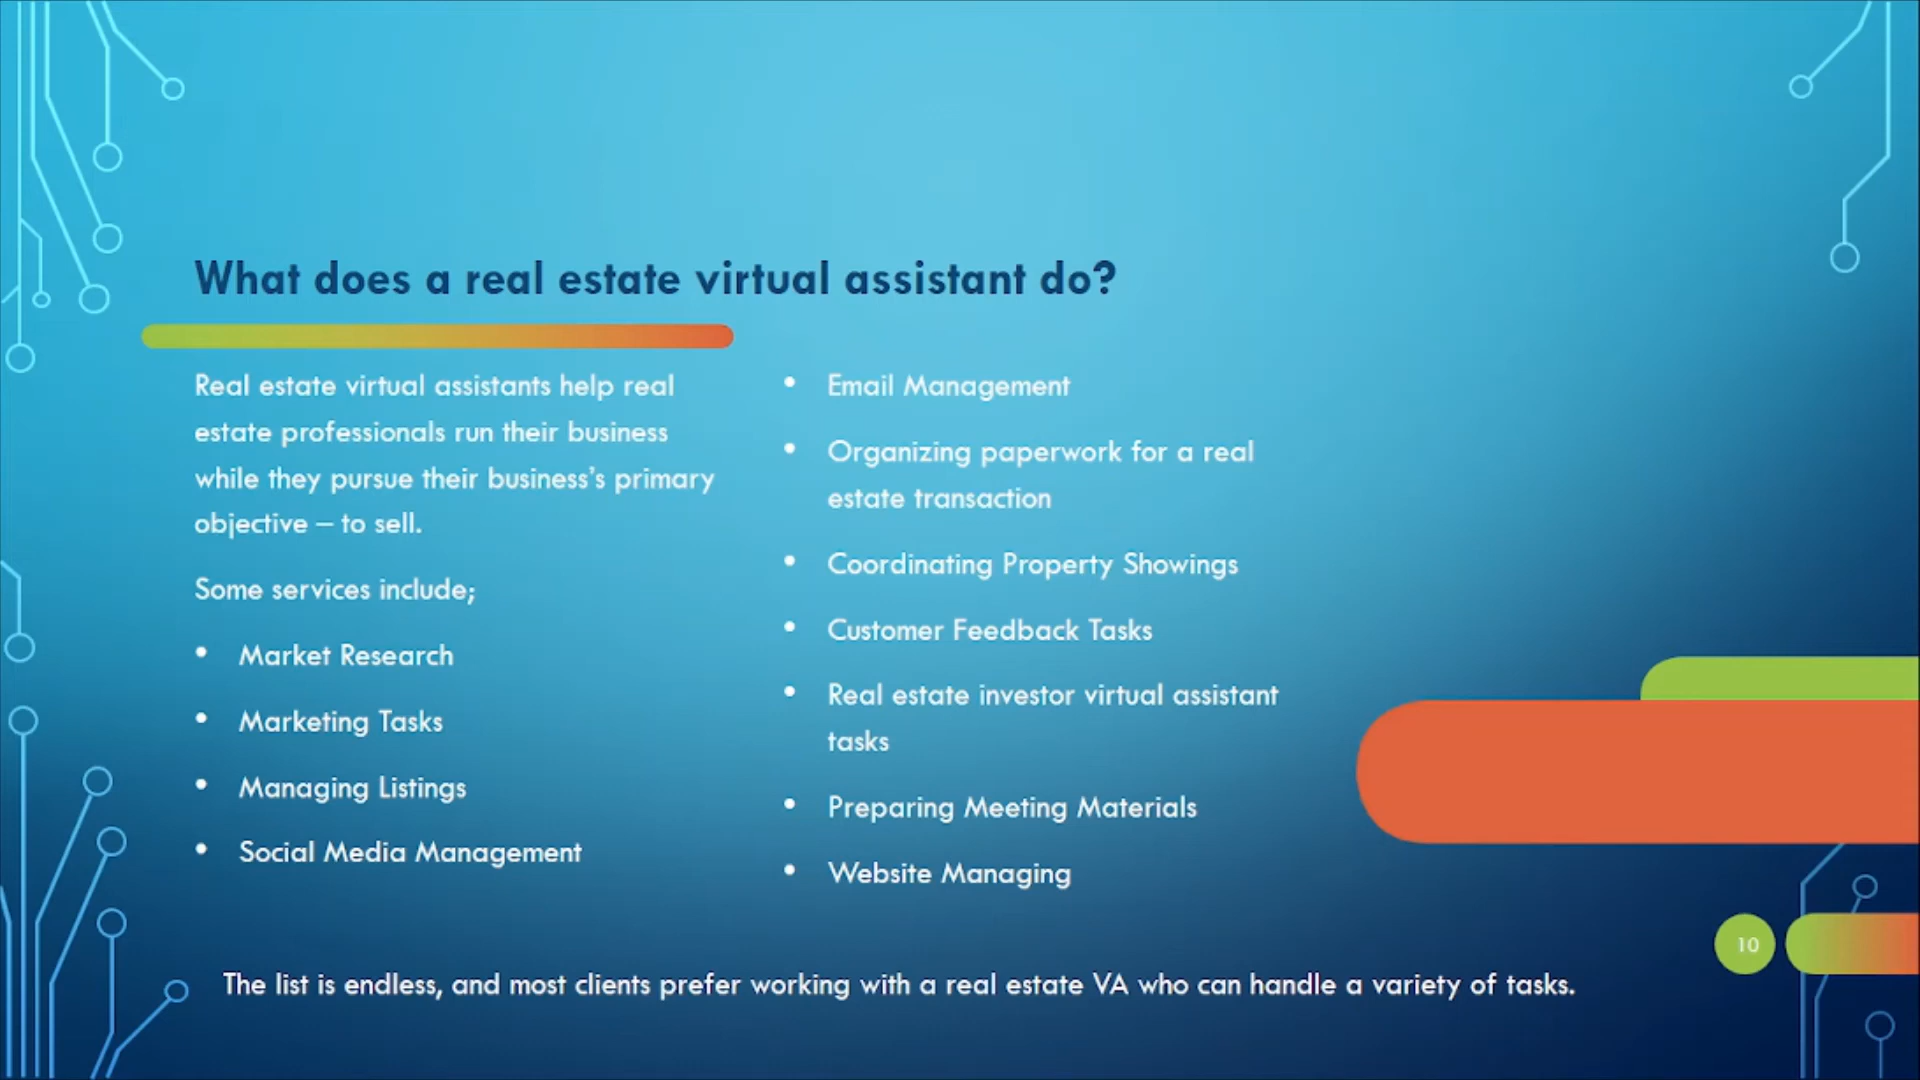 What does a real estate virtual assistant do?
Real estate virtual assistants help real
estate professionals run their business
while they pursue their business's primary
objective – to sell.
Some services include;
• Market Research
• Marketing Tasks
• Managing Listings
• Social Media Management
• Email Management
• Organizing paperwork for a real
estate transaction
• Coordinating Property Showings
• Customer Feedback Tasks
• Real estate investor virtual assistant
tasks
• Preparing Meeting Materials
• Website Managing
10
The list is endless, and most clients prefer working with a real estate VA who can handle a variety of tasks.